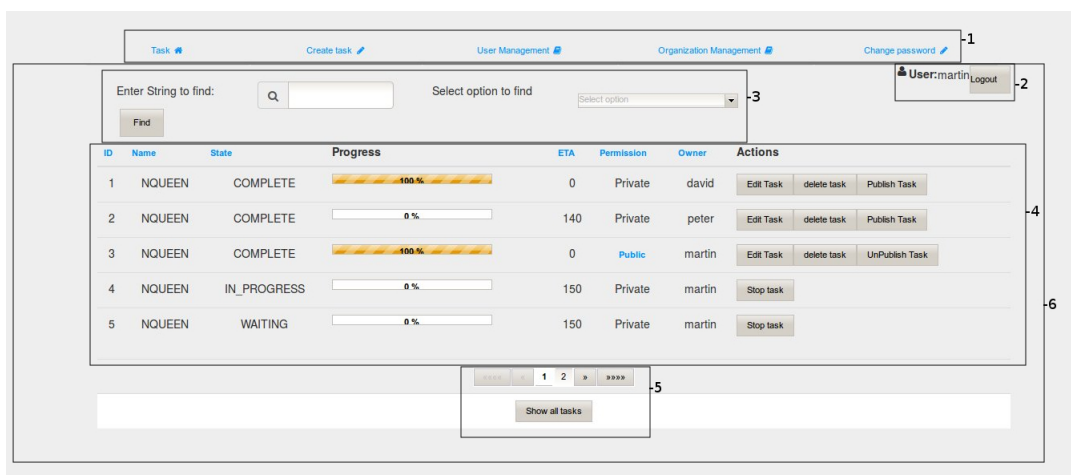 Task Create task User Management Organization Management Change password -1
User:martin Logout -2
Enter String to find: Select option to find Select option -3
Find
ID Name State Progress ETA Permission Owner Actions
1 NQUEEN COMPLETE 100 % 0 Private david Edit Task delete task Publish Task
2 NQUEEN COMPLETE 0 % 140 Private peter Edit Task delete task Publish Task -4
3 NQUEEN COMPLETE 100 % 0 Public martin Edit Task delete task UnPublish Task
4 NQUEEN IN_PROGRESS 0 % 150 Private martin Stop task
-6
5 NQUEEN WAITING 0 % 150 Private martin Stop task
«««« « 1 2 » »»»» -5
Show all tasks